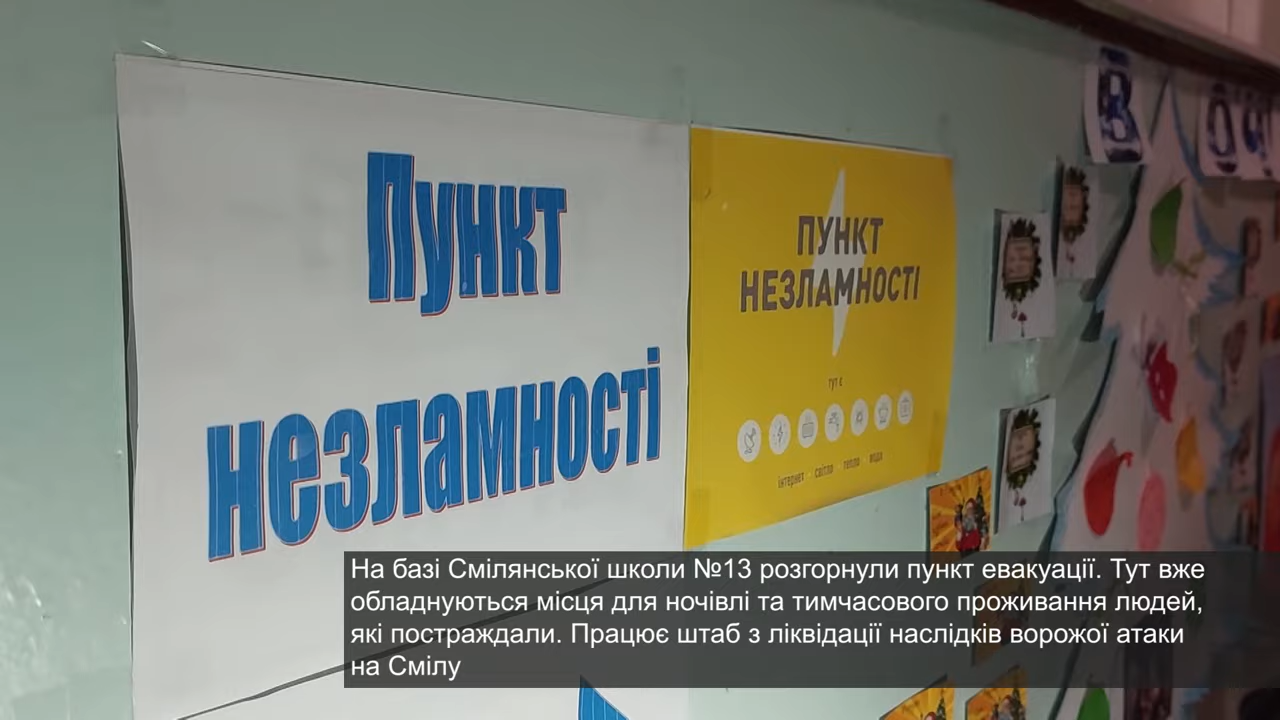 Пункт
незламності
ПУНКТ
НЕЗЛАМНОСТІ
тут є
інтернет світло тепло вода
В
На базі Смілянської школи №13 розгорнули пункт евакуації. Тут вже
обладнуються місця для ночівлі та тимчасового проживання людей,
які постраждали. Працює штаб з ліквідації наслідків ворожої атаки
на Смілу